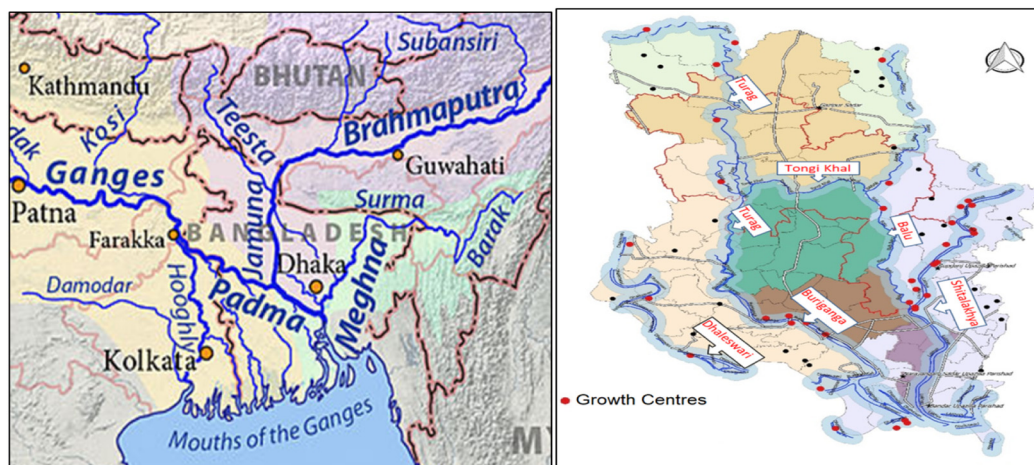 Subansiri
BHUTAN
Kathmandu
Kosi
Teesta
Brahmaputra
dak
Ganges
Guwahati
Patna
Jamuna
Surma
Farakka
BANGLADESH
Barak
Hooghly
Dhaka
Meghna
Damodar
Padma
Kolkata
Mouths of the Ganges
MY
Turag
Tongi Khal
Turag
Balu
Buriganga
Shitalakhya
Dhaleswari
Growth Centres